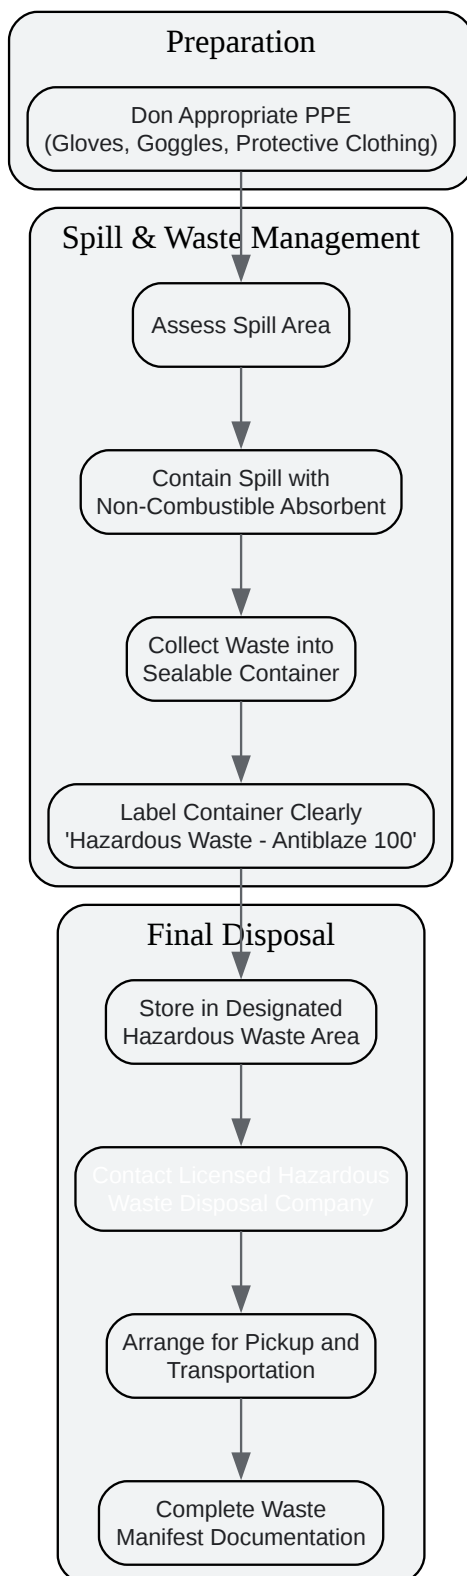 Preparation
Don Appropriate PPE
(Gloves, Goggles, Protective Clothing)
Spill & Waste Management
Assess Spill Area
Contain Spill with
Non-Combustible Absorbent
Collect Waste into
Sealable Container
Label Container Clearly
'Hazardous Waste - Antiblaze 100'
Final Disposal
Store in Designated
Hazardous Waste Area
Contact Licensed Hazardous
Waste Disposal Company
Arrange for Pickup and
Transportation
Complete Waste
Manifest Documentation